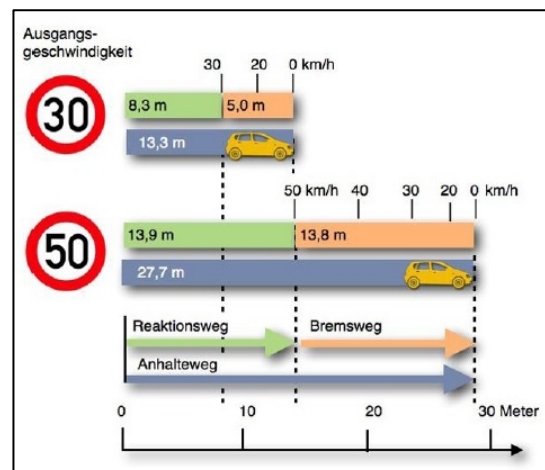 Ausgangs-
geschwindigkeit
30 20 0 km/h
30
8,3 m 5,0 m
13,3 m
50 km/h 40 30 20 0 km/h
50
13,9 m 13,8 m
27,7 m
Reaktionsweg Bremsweg
Anhalteweg
0 10 20 30 Meter